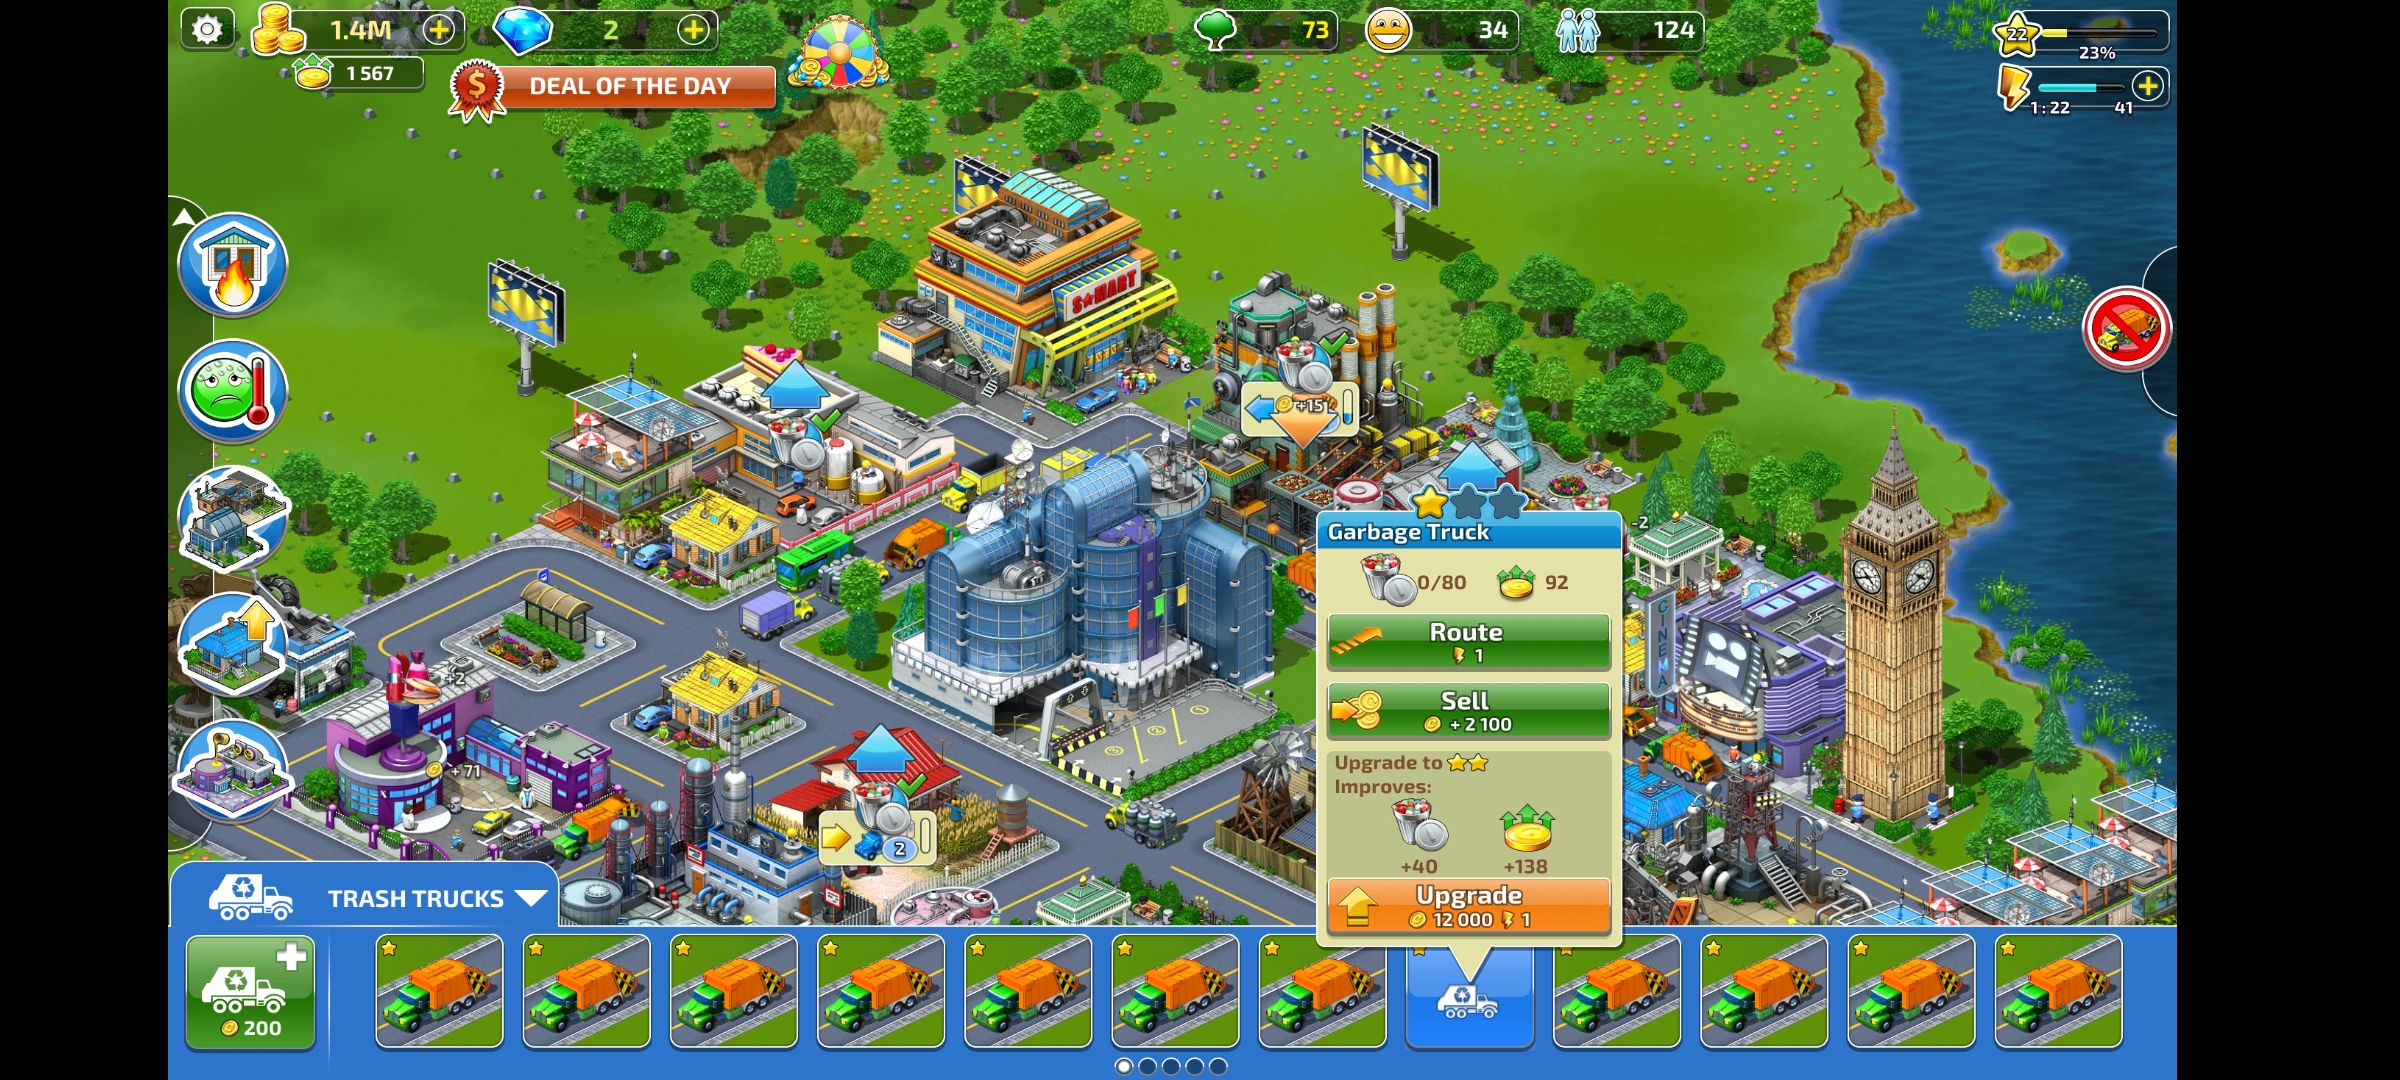 1.4M
2
73
34
124
22
23%
1 567
DEAL OF THE DAY
1:22
41
S★MART
+15
-2
Garbage Truck
0/80
92
CINEMA
Route
1
+2
Sell
+ 2 100
+ 71
Upgrade to
Improves:
2
+40
+138
TRASH TRUCKS
Upgrade
12 000
1
200